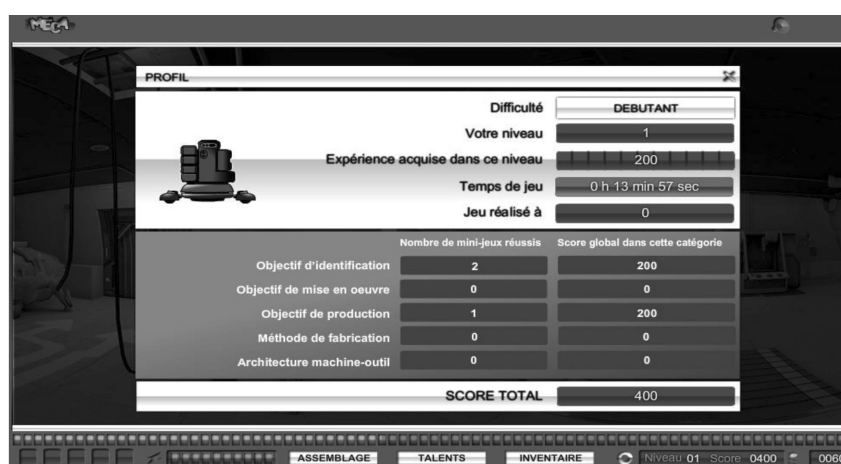 MECA
PROFIL
Difficulté DEBUTANT
Votre niveau 1
Expérience acquise dans ce niveau 200
Temps de jeu 0 h 13 min 57 sec
Jeu réalisé à 0
Nombre de mini-jeux réussis Score global dans cette catégorie
Objectif d'identification 2 200
Objectif de mise en oeuvre 0 0
Objectif de production 1 200
Méthode de fabrication 0 0
Architecture machine-outil 0 0
SCORE TOTAL 400
ASSEMBLAGE TALENTS INVENTAIRE Niveau 01 Score 0400 0060